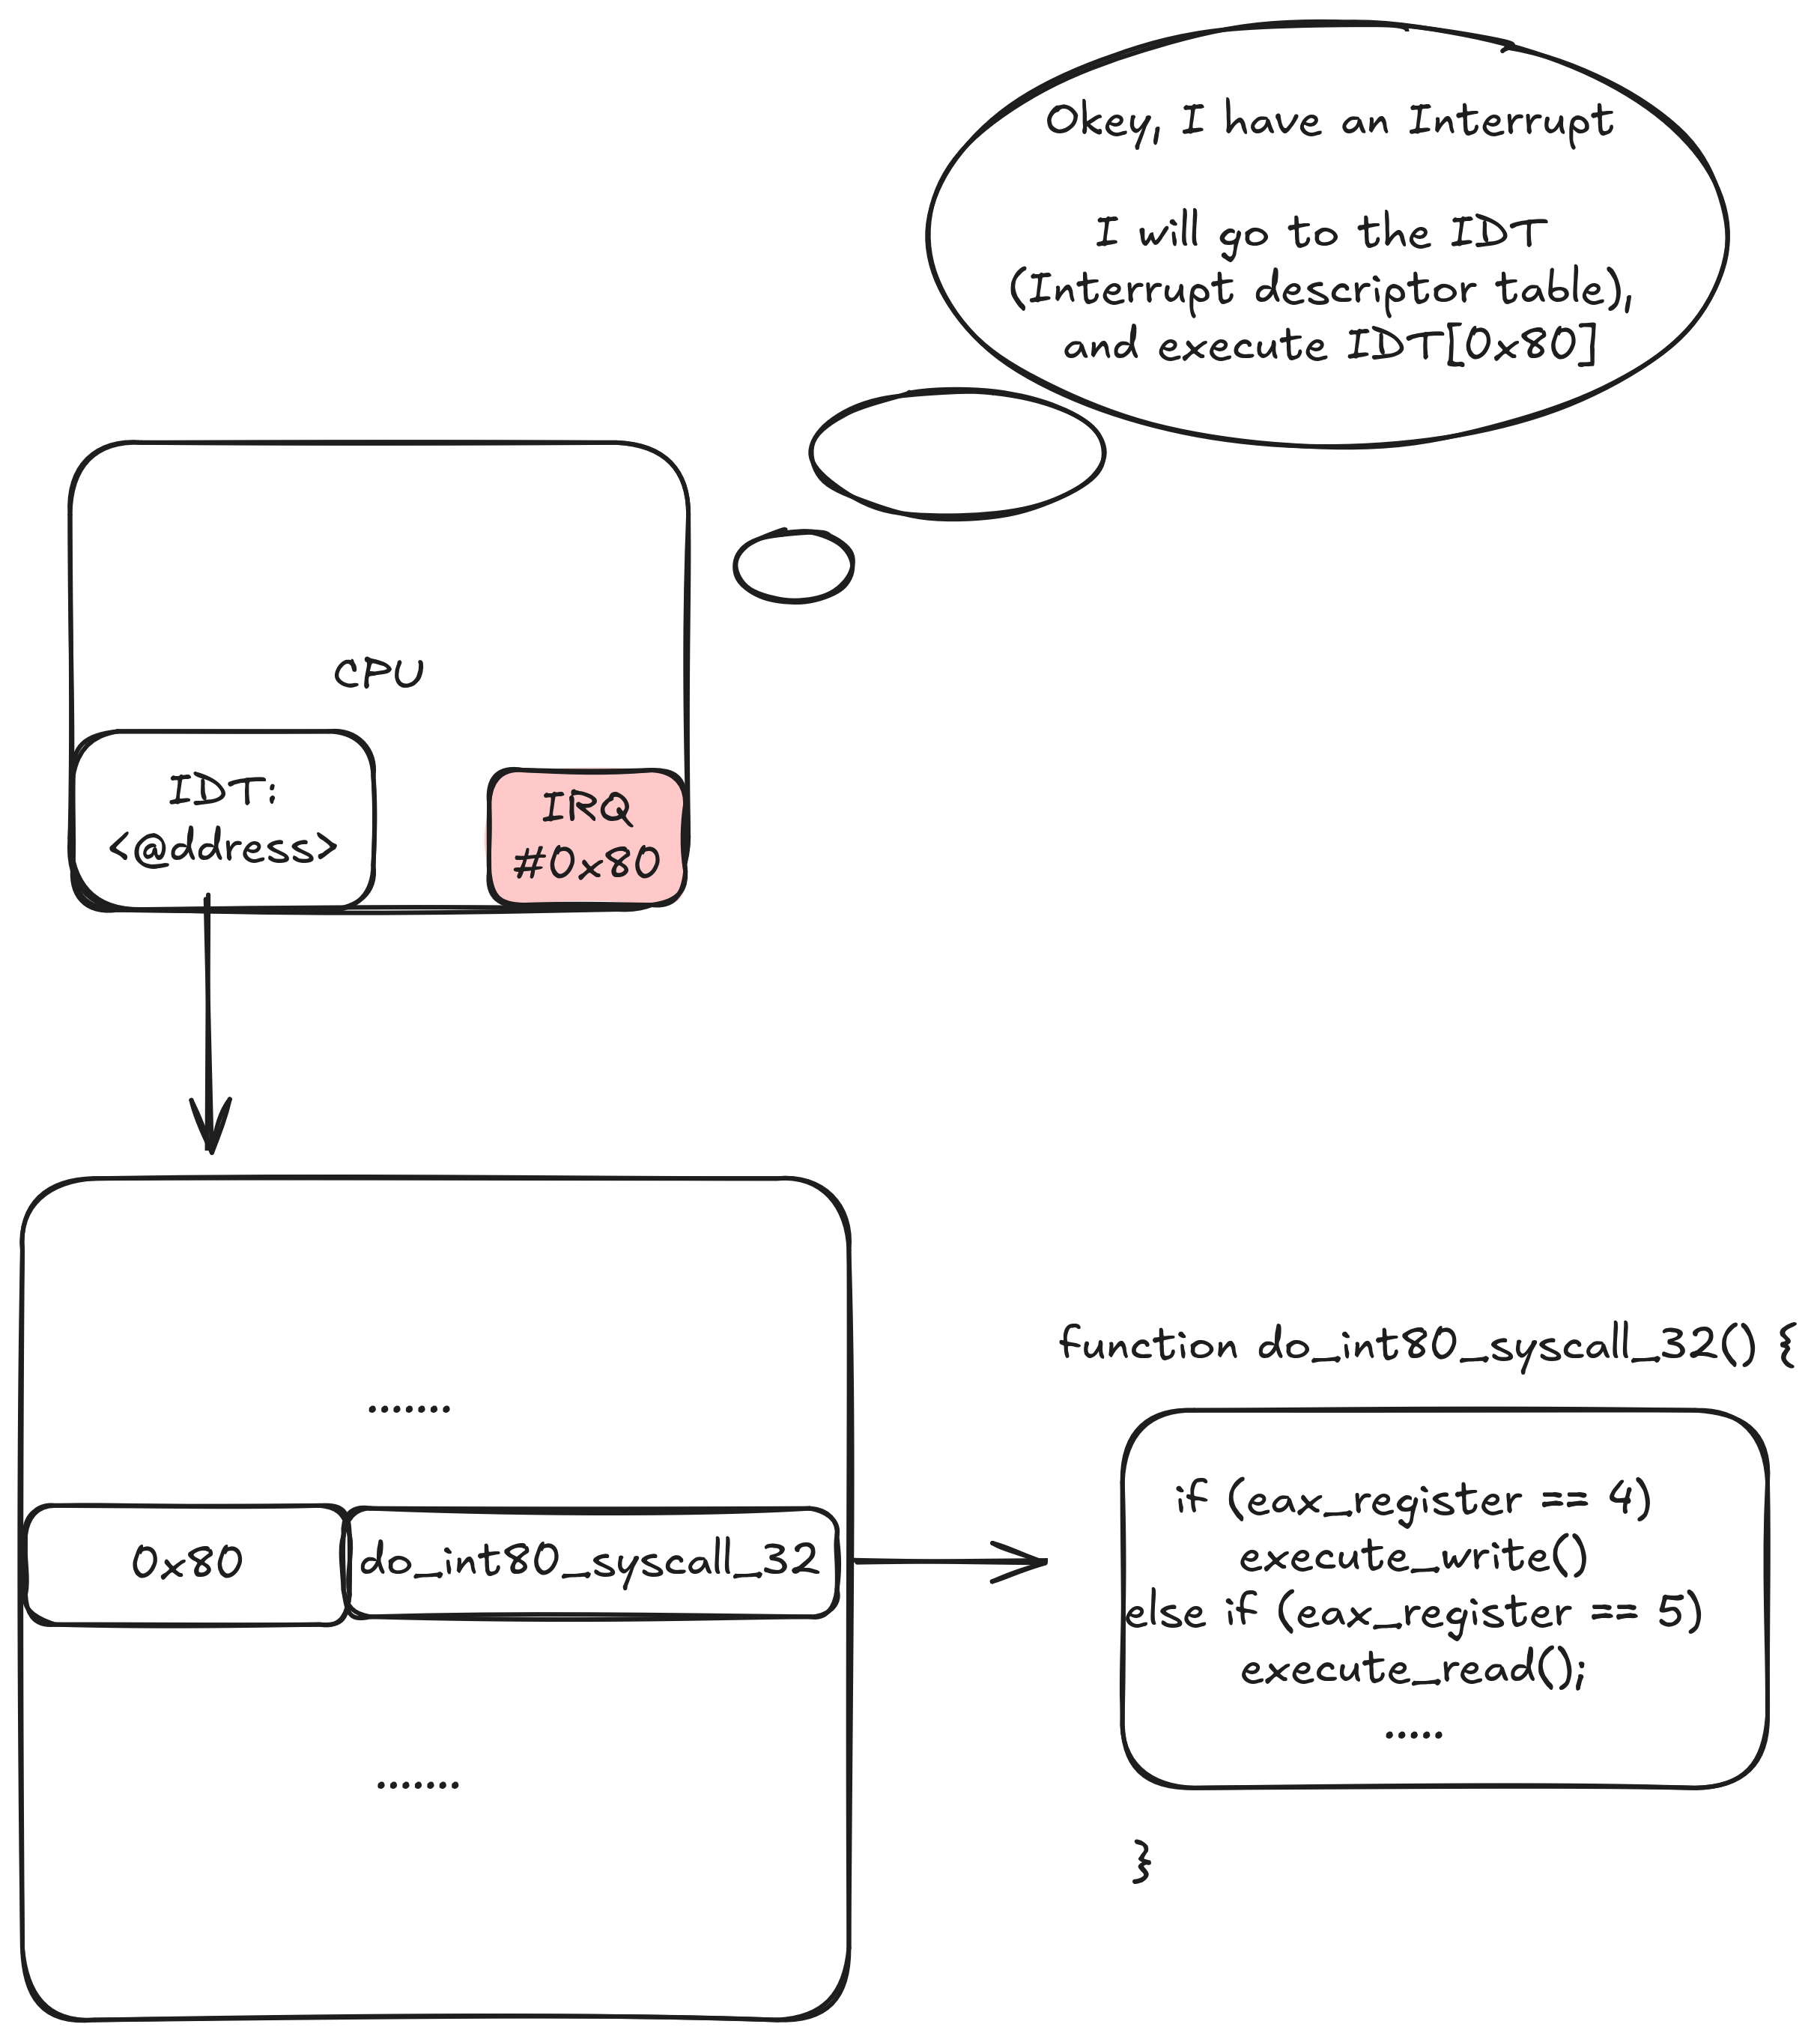 Okey, I have an Interrupt
I will go to the IDT
(Interrupt descriptor table),
and execute IDT[0x80]
CPU
IDT:
<@ddress>
IRQ
#0x80
.......
0x80
do_int80_syscall_32
.......
function do_int80_syscall_32() {
if (eax_register == 4)
execute_write()
else if (eax_register == 5)
execute_read();
.....
}